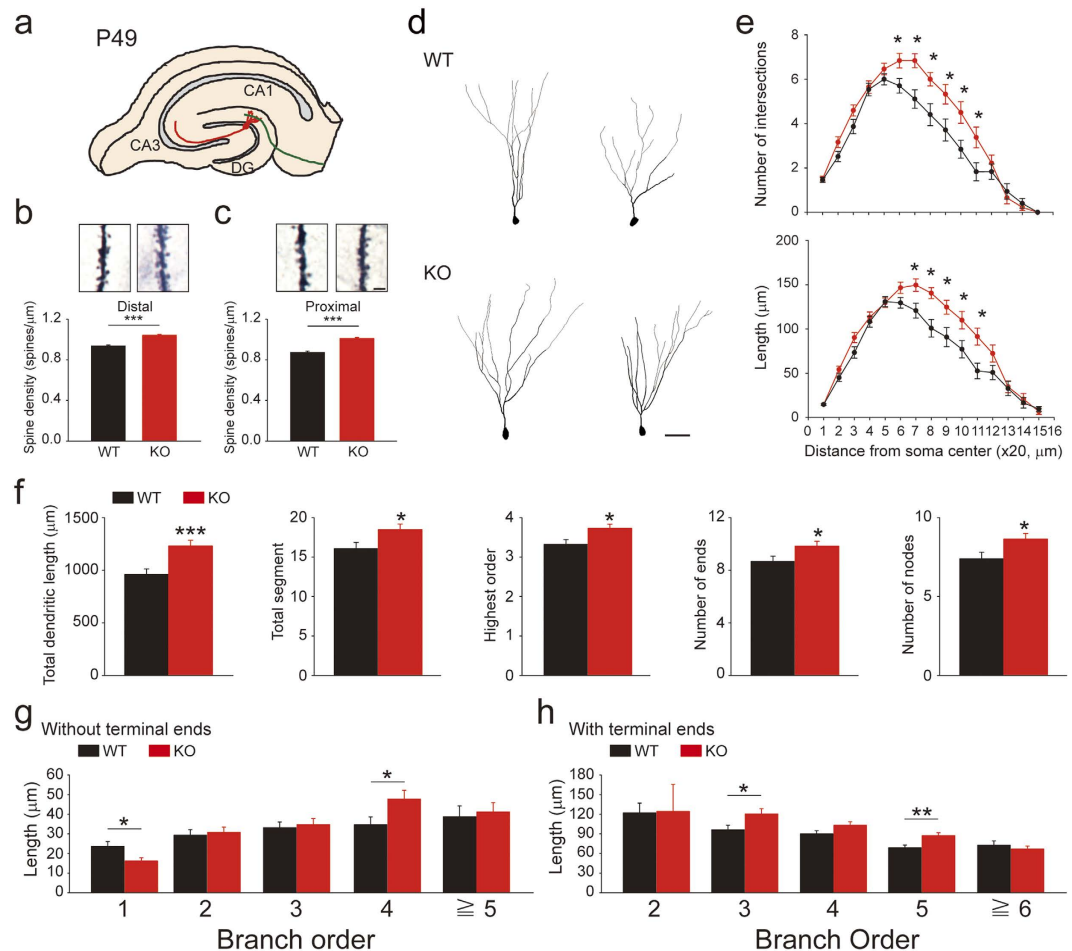 a
P49
CA1
CA3
DG
b
c
Distal
***
Spine density (spines/μm)
1.2
0.8
0.4
0.0
WT
KO
Proximal
***
Spine density (spines/μm)
1.2
0.8
0.4
0.0
WT
KO
d
WT
KO
e
Number of intersections
8
6
4
2
0
* * * * * *
Length (μm)
200
150
100
50
0
* * * * *
0 1 2 3 4 5 6 7 8 9 10 11 12 13 14 15 16
Distance from soma center (x20, μm)
f
WT KO
Total dendritic length (μm)
1500
1000
500
0
***
Total segment
20
15
10
5
0
*
Highest order
4
3
2
1
0
*
Number of ends
12
8
4
0
*
Number of nodes
10
5
0
*
g
Without terminal ends
WT KO
Length (μm)
60
50
40
30
20
10
0
* *
1 2 3 4 ≧ 5
Branch order
h
With terminal ends
WT KO
Length (μm)
180
150
120
90
60
30
0
* **
2 3 4 5 ≧ 6
Branch Order